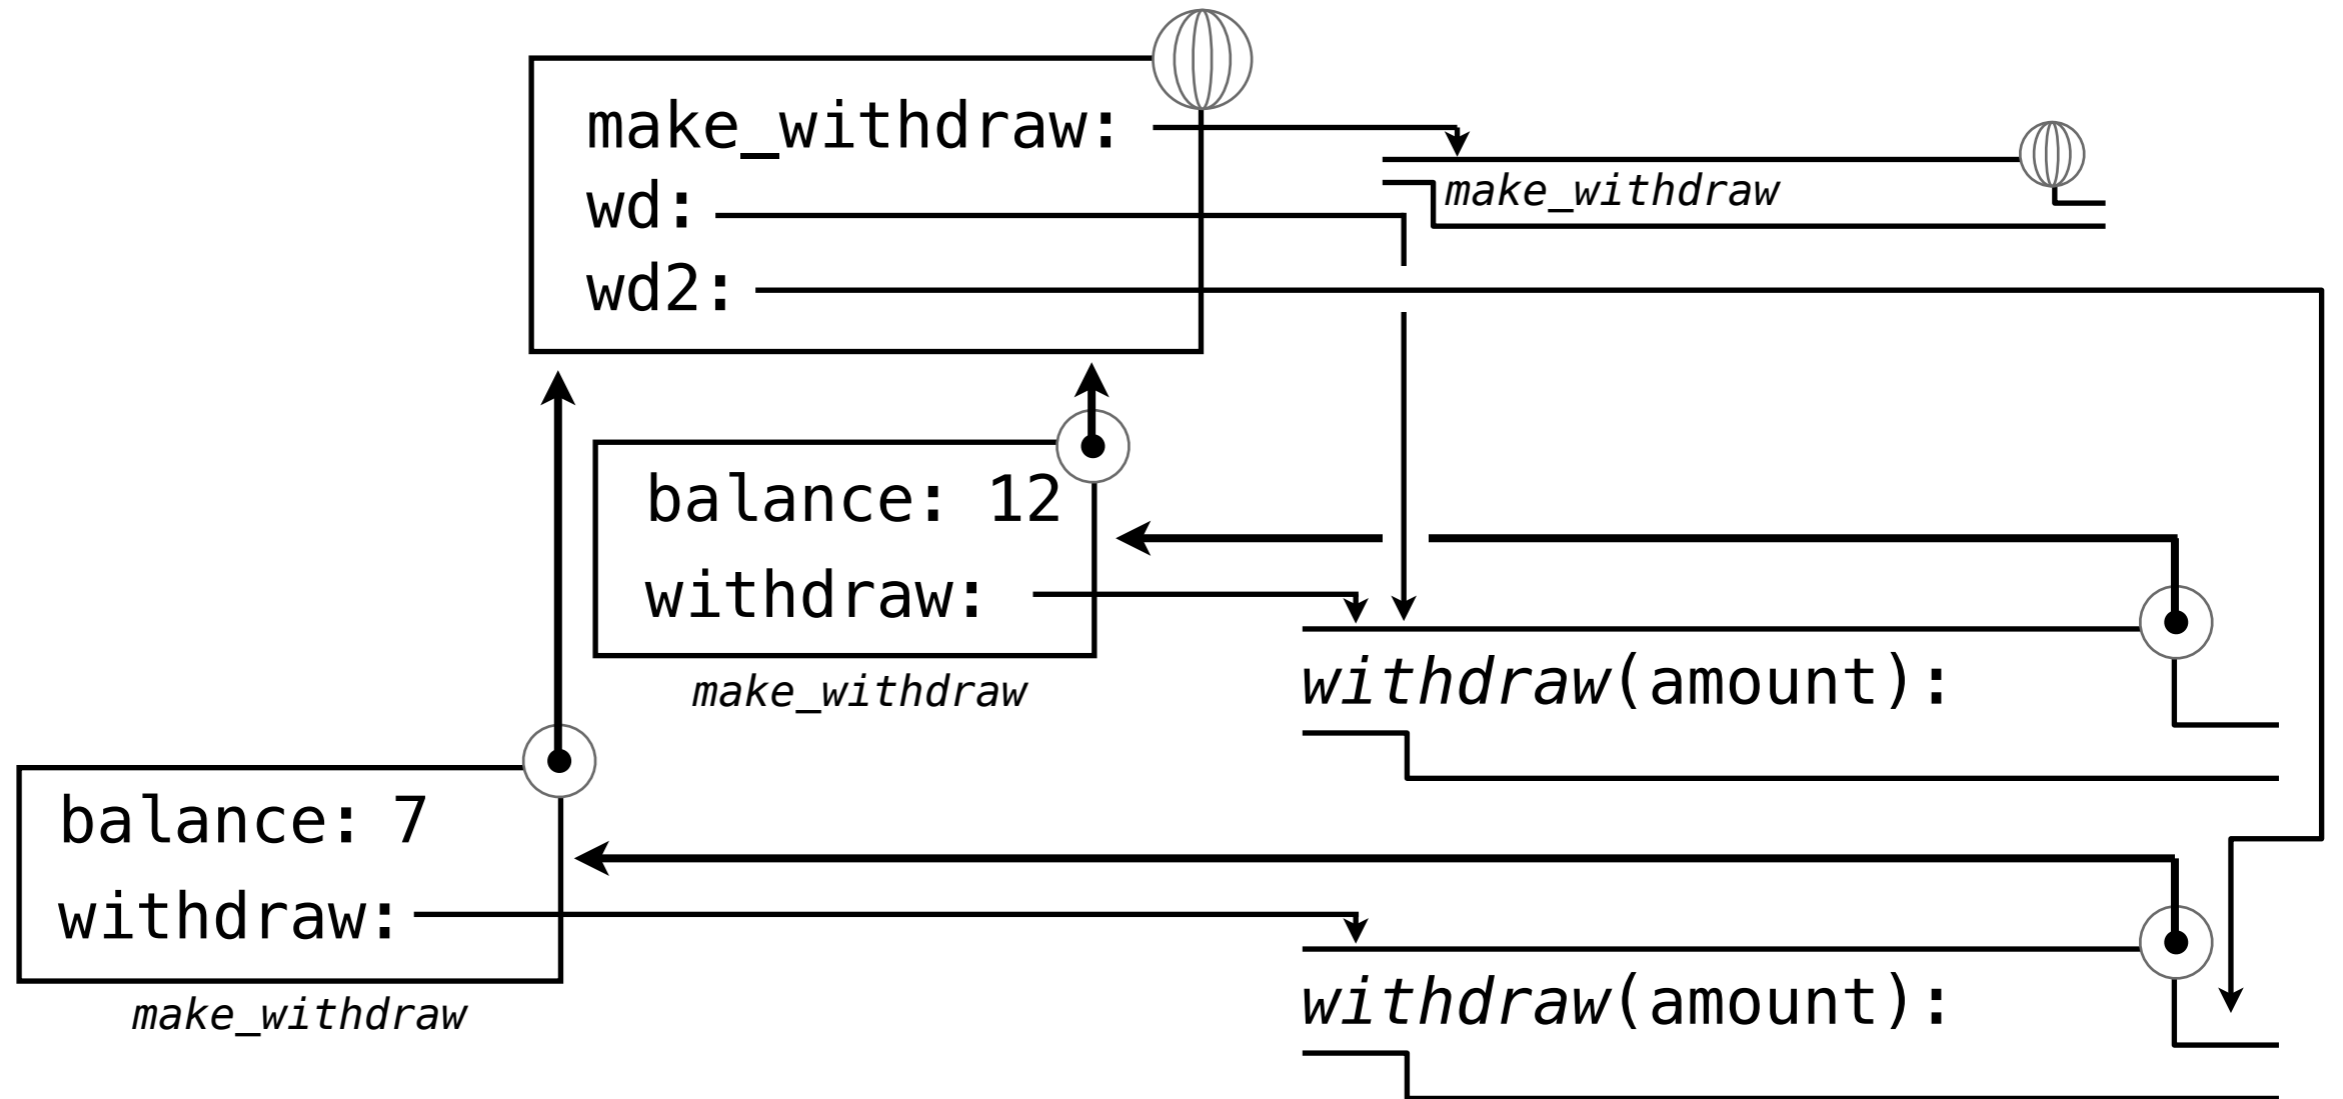 make_withdraw:
make_withdraw
wd:
wd2:
balance: 12
withdraw:
make_withdraw
withdraw(amount):
balance: 7
withdraw:
make_withdraw
withdraw(amount):